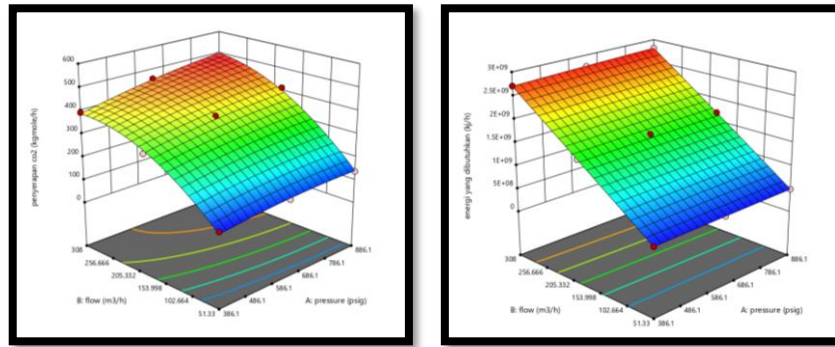 penyerapan co2 (kgmole/h)
600
500
400
300
200
100
0
308
256.666
205.332
153.998
102.664
51.33
B: flow (m3/h)
386.1
486.1
586.1
686.1
786.1
886.1
A: pressure (psig)
energi yang dibutuhkan (kj/h)
3E+09
2.5E+09
2E+09
1.5E+09
1E+09
5E+08
0
308
256.666
205.332
153.998
102.664
51.33
B: flow (m3/h)
386.1
486.1
586.1
686.1
786.1
886.1
A: pressure (psig)